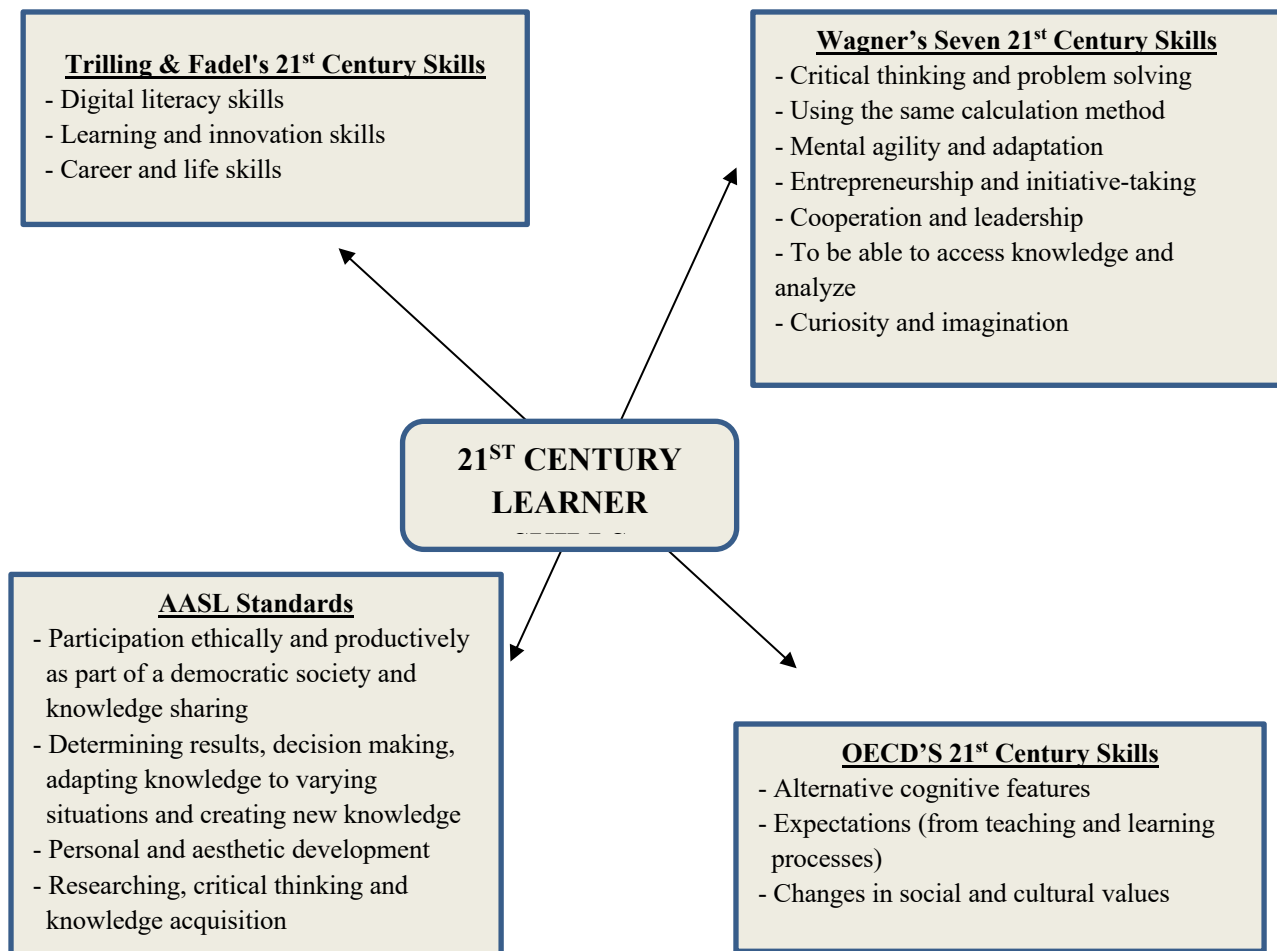 Trilling & Fadel's 21st Century Skills
- Digital literacy skills
- Learning and innovation skills
- Career and life skills
Wagner’s Seven 21st Century Skills
- Critical thinking and problem solving
- Using the same calculation method
- Mental agility and adaptation
- Entrepreneurship and initiative-taking
- Cooperation and leadership
- To be able to access knowledge and
analyze
- Curiosity and imagination
21ST CENTURY
LEARNER
AASL Standards
- Participation ethically and productively
as part of a democratic society and
knowledge sharing
- Determining results, decision making,
adapting knowledge to varying
situations and creating new knowledge
- Personal and aesthetic development
- Researching, critical thinking and
knowledge acquisition
OECD’S 21st Century Skills
- Alternative cognitive features
- Expectations (from teaching and learning
processes)
- Changes in social and cultural values